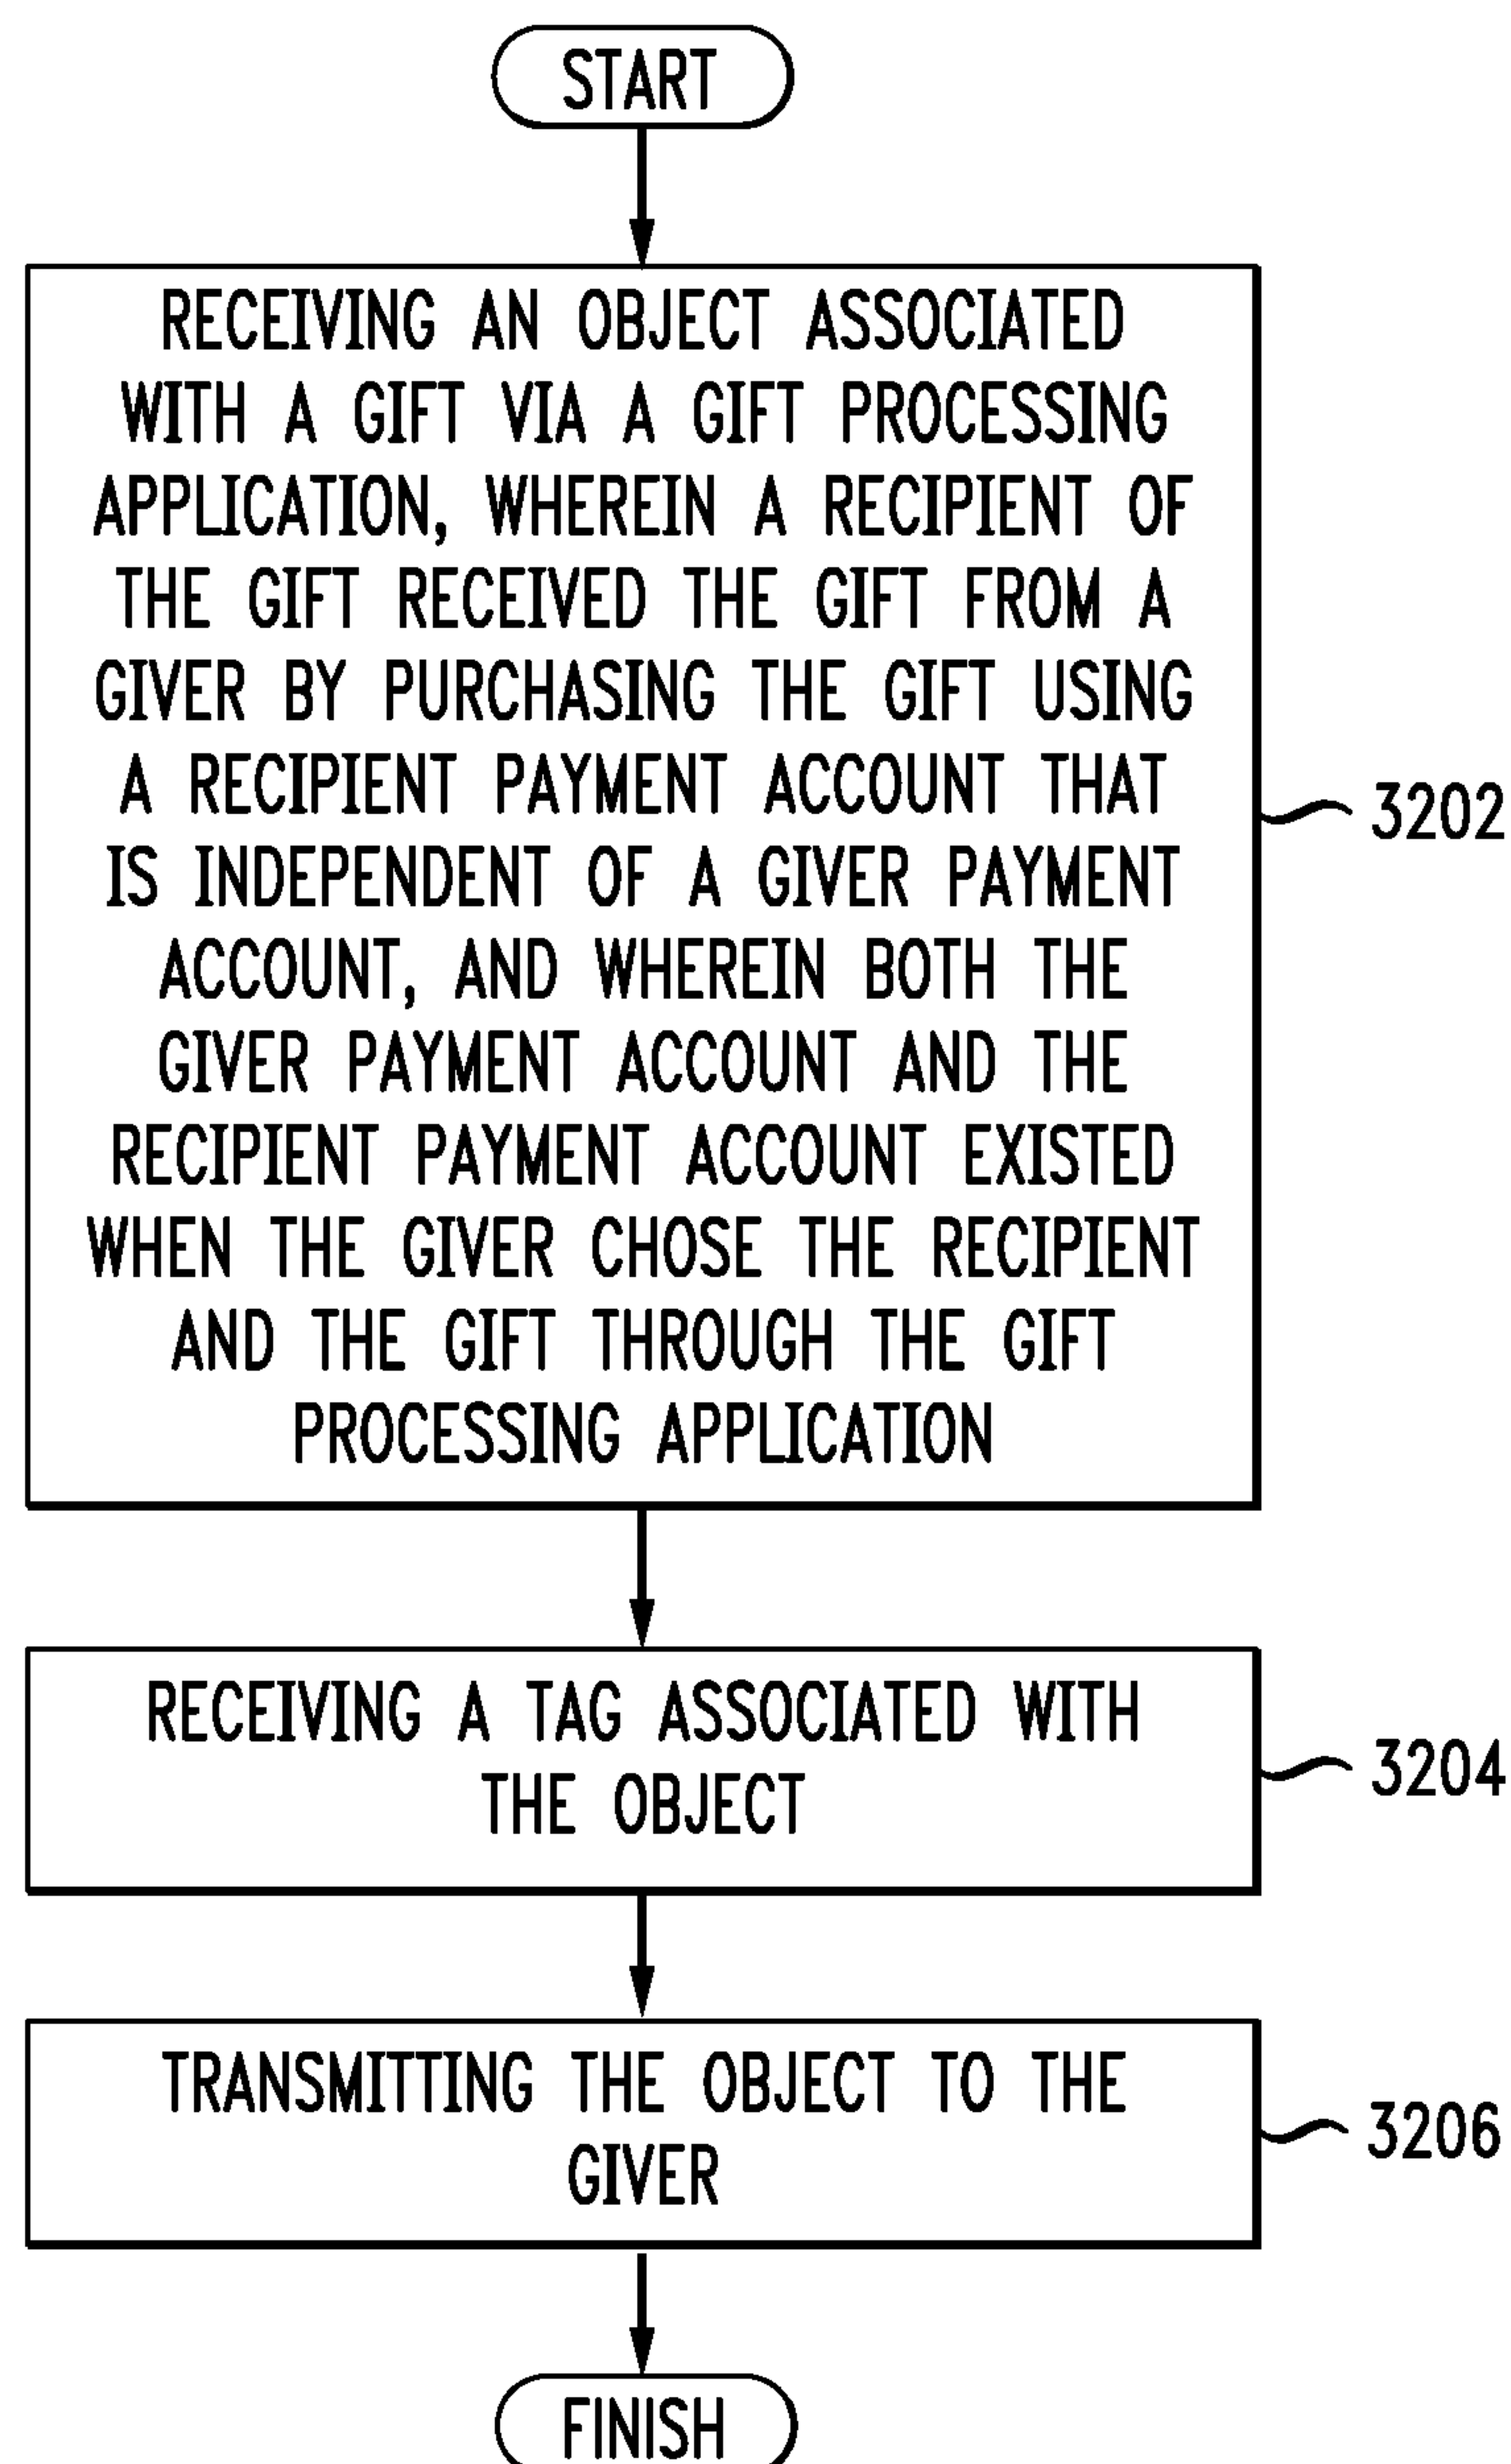 START
RECEIVING AN OBJECT ASSOCIATED
WITH A GIFT VIA A GIFT PROCESSING
APPLICATION, WHEREIN A RECIPIENT OF
THE GIFT RECEIVED THE GIFT FROM A
GIVER BY PURCHASING THE GIFT USING
A RECIPIENT PAYMENT ACCOUNT THAT
IS INDEPENDENT OF A GIVER PAYMENT
ACCOUNT, AND WHEREIN BOTH THE
GIVER PAYMENT ACCOUNT AND THE
RECIPIENT PAYMENT ACCOUNT EXISTED
WHEN THE GIVER CHOSE THE RECIPIENT
AND THE GIFT THROUGH THE GIFT
PROCESSING APPLICATION
3202
RECEIVING A TAG ASSOCIATED WITH
THE OBJECT
3204
TRANSMITTING THE OBJECT TO THE
GIVER
3206
FINISH